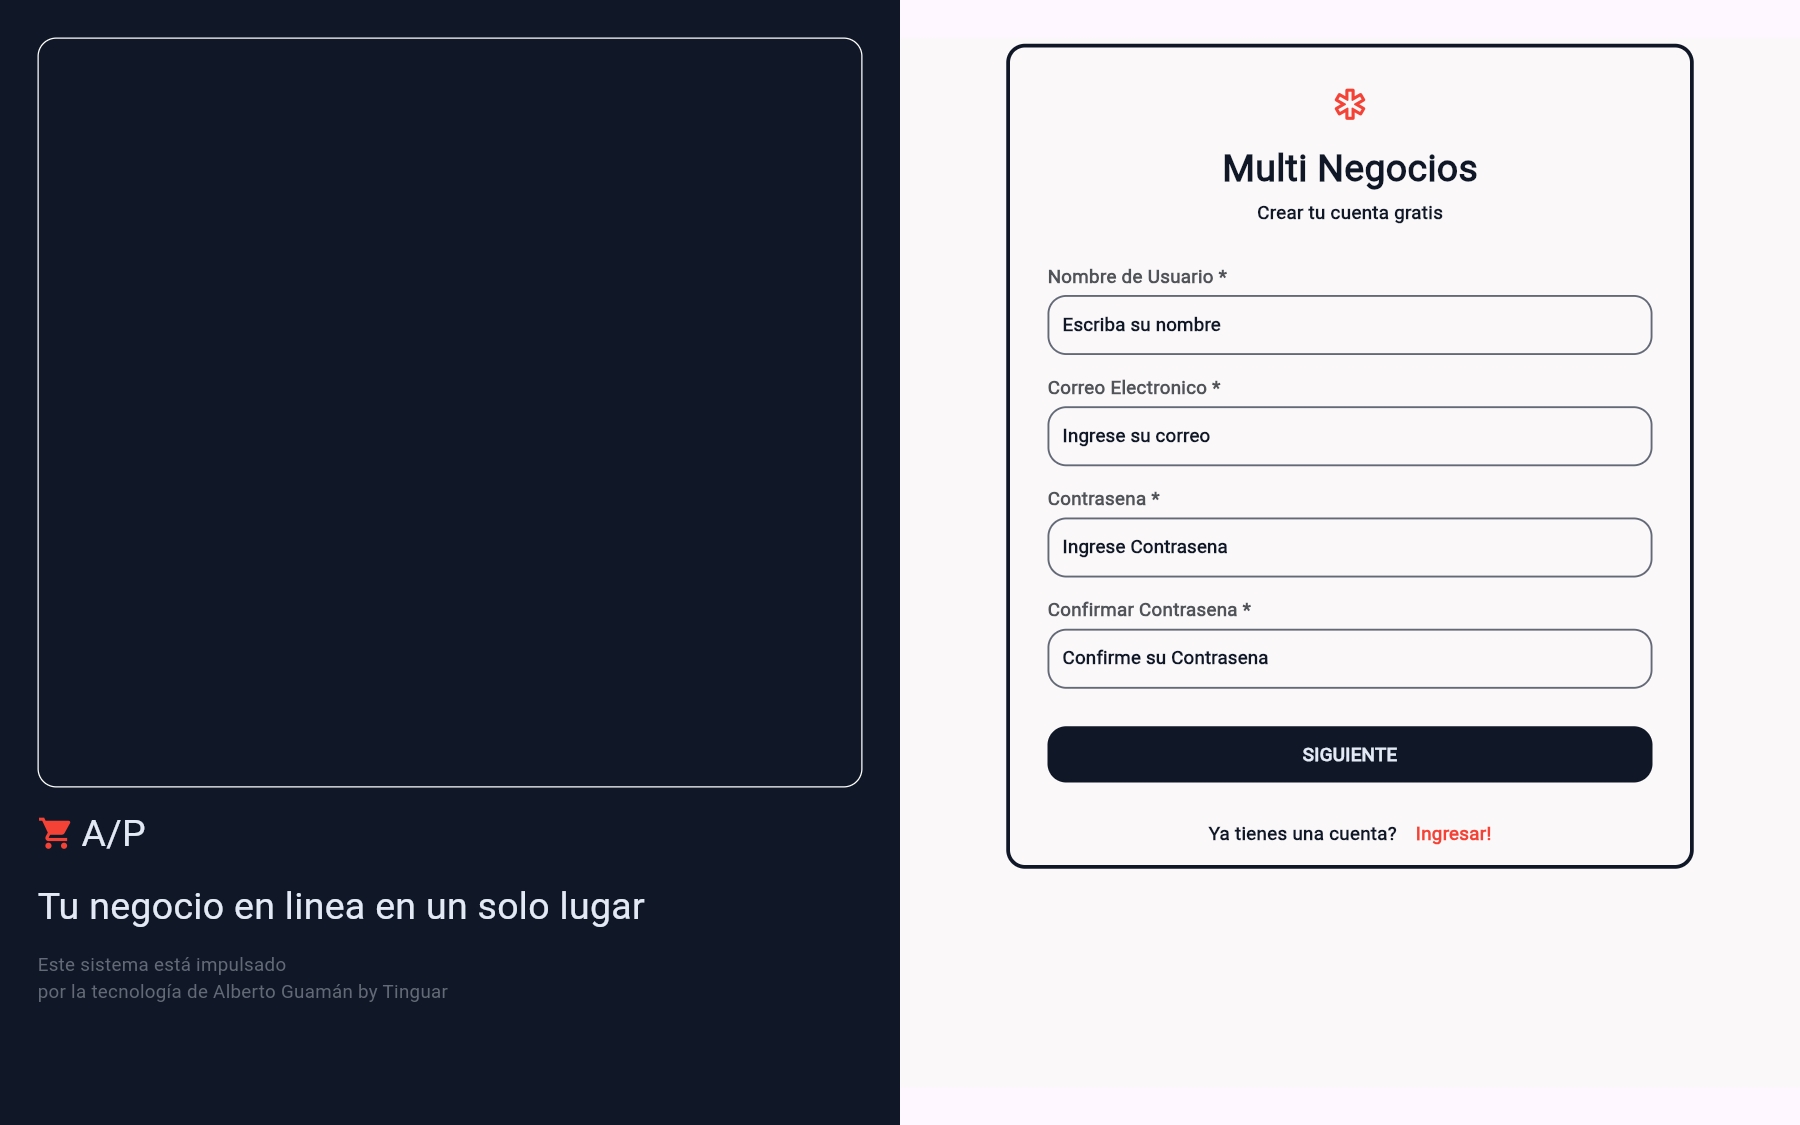 A/P
Tu negocio en linea en un solo lugar
Este sistema está impulsado
por la tecnología de Alberto Guamán by Tinguar
Multi Negocios
Crear tu cuenta gratis
Nombre de Usuario *
Escriba su nombre
Correo Electronico *
Ingrese su correo
Contrasena *
Ingrese Contrasena
Confirmar Contrasena *
Confirme su Contrasena
SIGUIENTE
Ya tienes una cuenta? Ingresar!